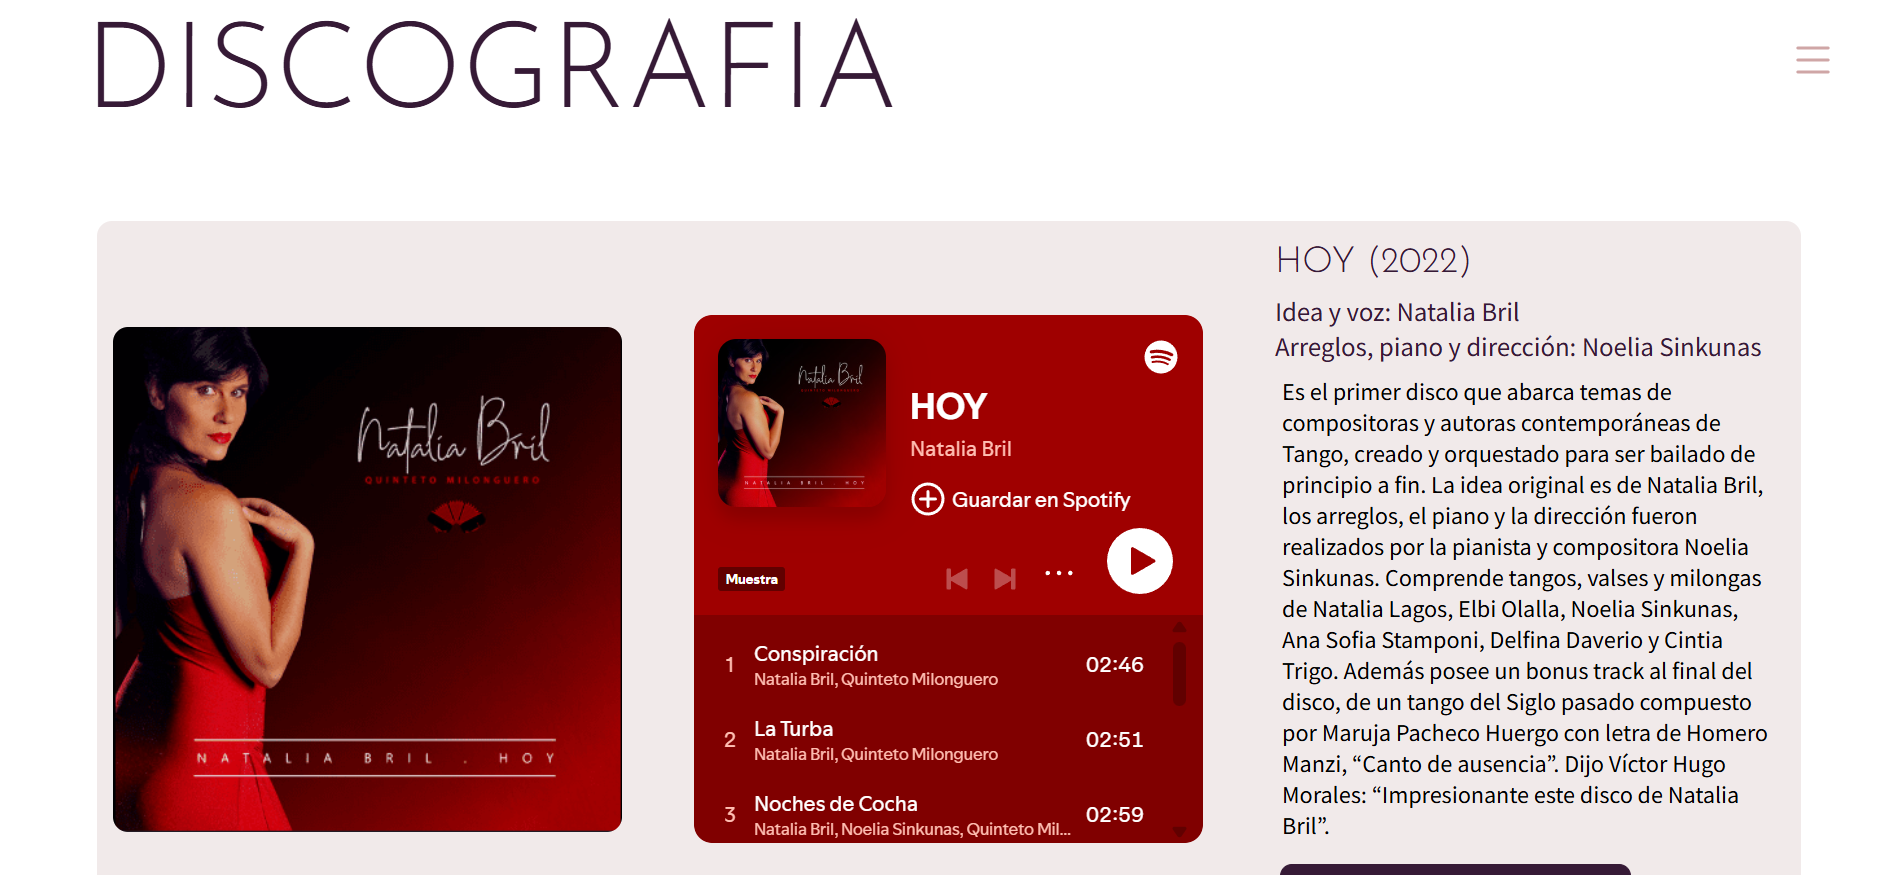 DISCOGRAFIA
Natalia Bril
QUINTETO MILONGUERO
NATALIA BRIL . HOY
Natalia Bril
QUINTETO MILONGUERO
NATALIA BRIL . HOY
HOY
Natalia Bril
Guardar en Spotify
Muestra
1 Conspiración 02:46
Natalia Bril, Quinteto Milonguero
2 La Turba 02:51
Natalia Bril, Quinteto Milonguero
3 Noches de Cocha 02:59
Natalia Bril, Noelia Sinkunas, Quinteto Mil...
HOY (2022)
Idea y voz: Natalia Bril
Arreglos, piano y dirección: Noelia Sinkunas
Es el primer disco que abarca temas de
compositoras y autoras contemporáneas de
Tango, creado y orquestado para ser bailado de
principio a fin. La idea original es de Natalia Bril,
los arreglos, el piano y la dirección fueron
realizados por la pianista y compositora Noelia
Sinkunas. Comprende tangos, valses y milongas
de Natalia Lagos, Elbi Olalla, Noelia Sinkunas,
Ana Sofia Stamponi, Delfina Daverio y Cintia
Trigo. Además posee un bonus track al final del
disco, de un tango del Siglo pasado compuesto
por Maruja Pacheco Huergo con letra de Homero
Manzi, “Canto de ausencia”. Dijo Víctor Hugo
Morales: “Impresionante este disco de Natalia
Bril”.